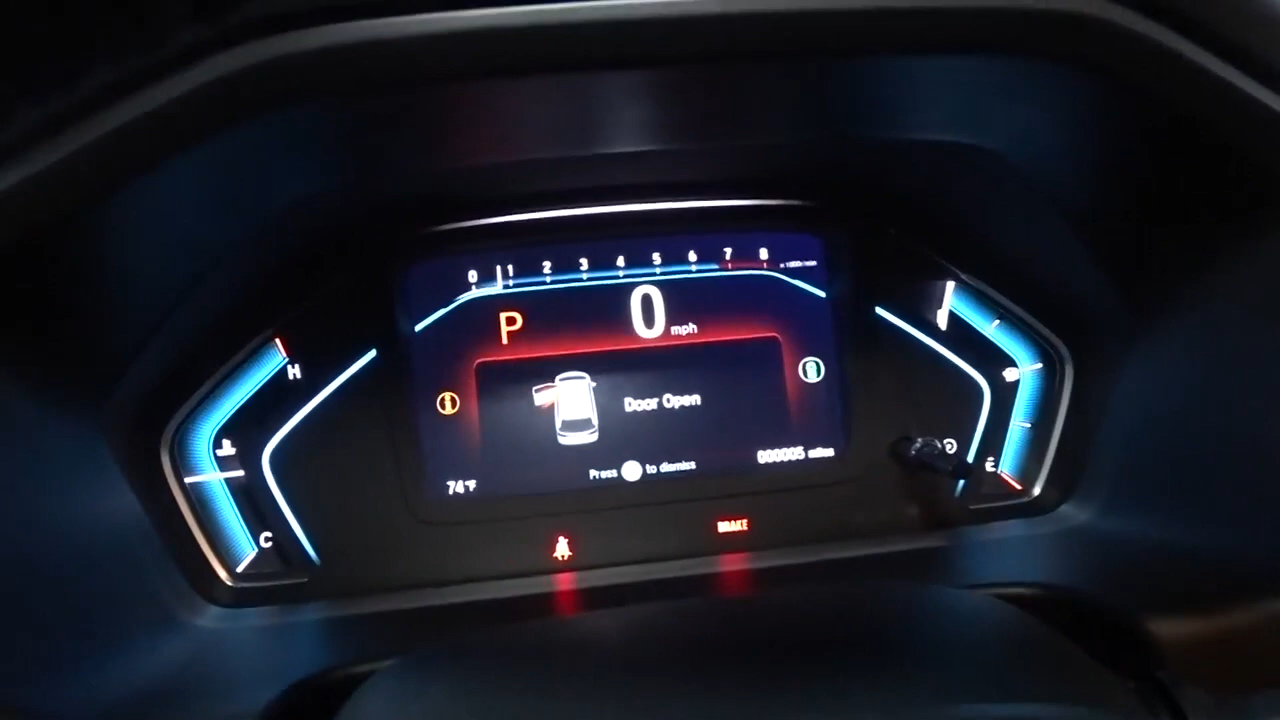 0 1 2 3 4 5 6 7 8 x 1000r/min
P 0 mph
H
Door Open
C
E
Press to dismiss
000005 miles
74°F
BRAKE